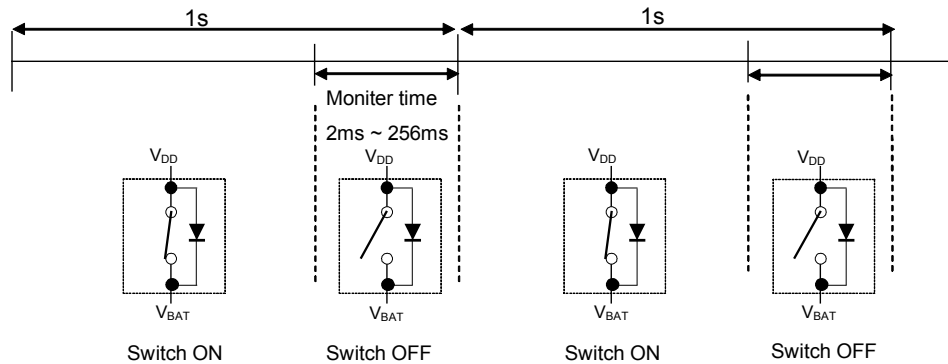 1s 1s
Moniter time
2ms ~ 256ms
VDD VDD VDD VDD
VBAT VBAT VBAT VBAT
Switch ON Switch OFF Switch ON Switch OFF